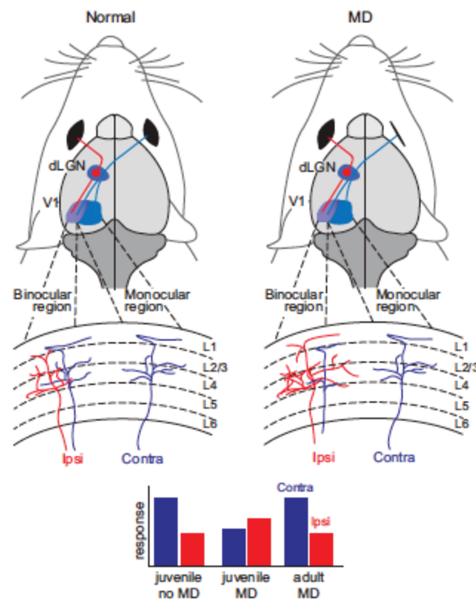 Normal
MD
dLGN
V1
dLGN
V1
Binocular
region
Monocular
region
Binocular
region
Monocular
region
L1
L2/3
L4
L5
L6
L1
L2/3
L4
L5
L6
Ipsi
Contra
Ipsi
Contra
response
Contra
Ipsi
juvenile
no MD
juvenile
MD
adult
MD